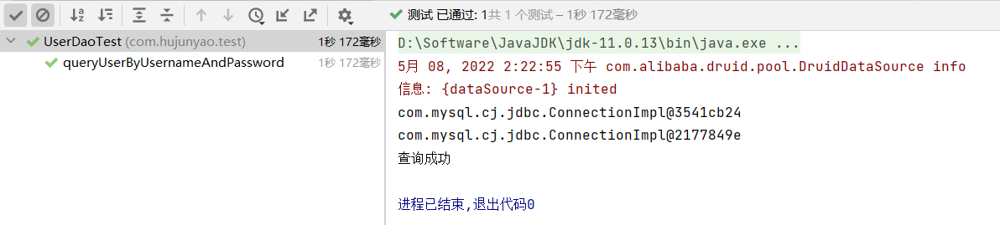 测试 已通过: 1共 1 个测试 – 1秒 172毫秒
UserDaoTest (com.hujunyao.test) 1秒 172毫秒
queryUserByUsernameAndPassword 1秒 172毫秒
D:\Software\JavaJDK\jdk-11.0.13\bin\java.exe ...
5月 08, 2022 2:22:55 下午 com.alibaba.druid.pool.DruidDataSource info
信息: {dataSource-1} inited
com.mysql.cj.jdbc.ConnectionImpl@3541cb24
com.mysql.cj.jdbc.ConnectionImpl@2177849e
查询成功
进程已结束,退出代码0